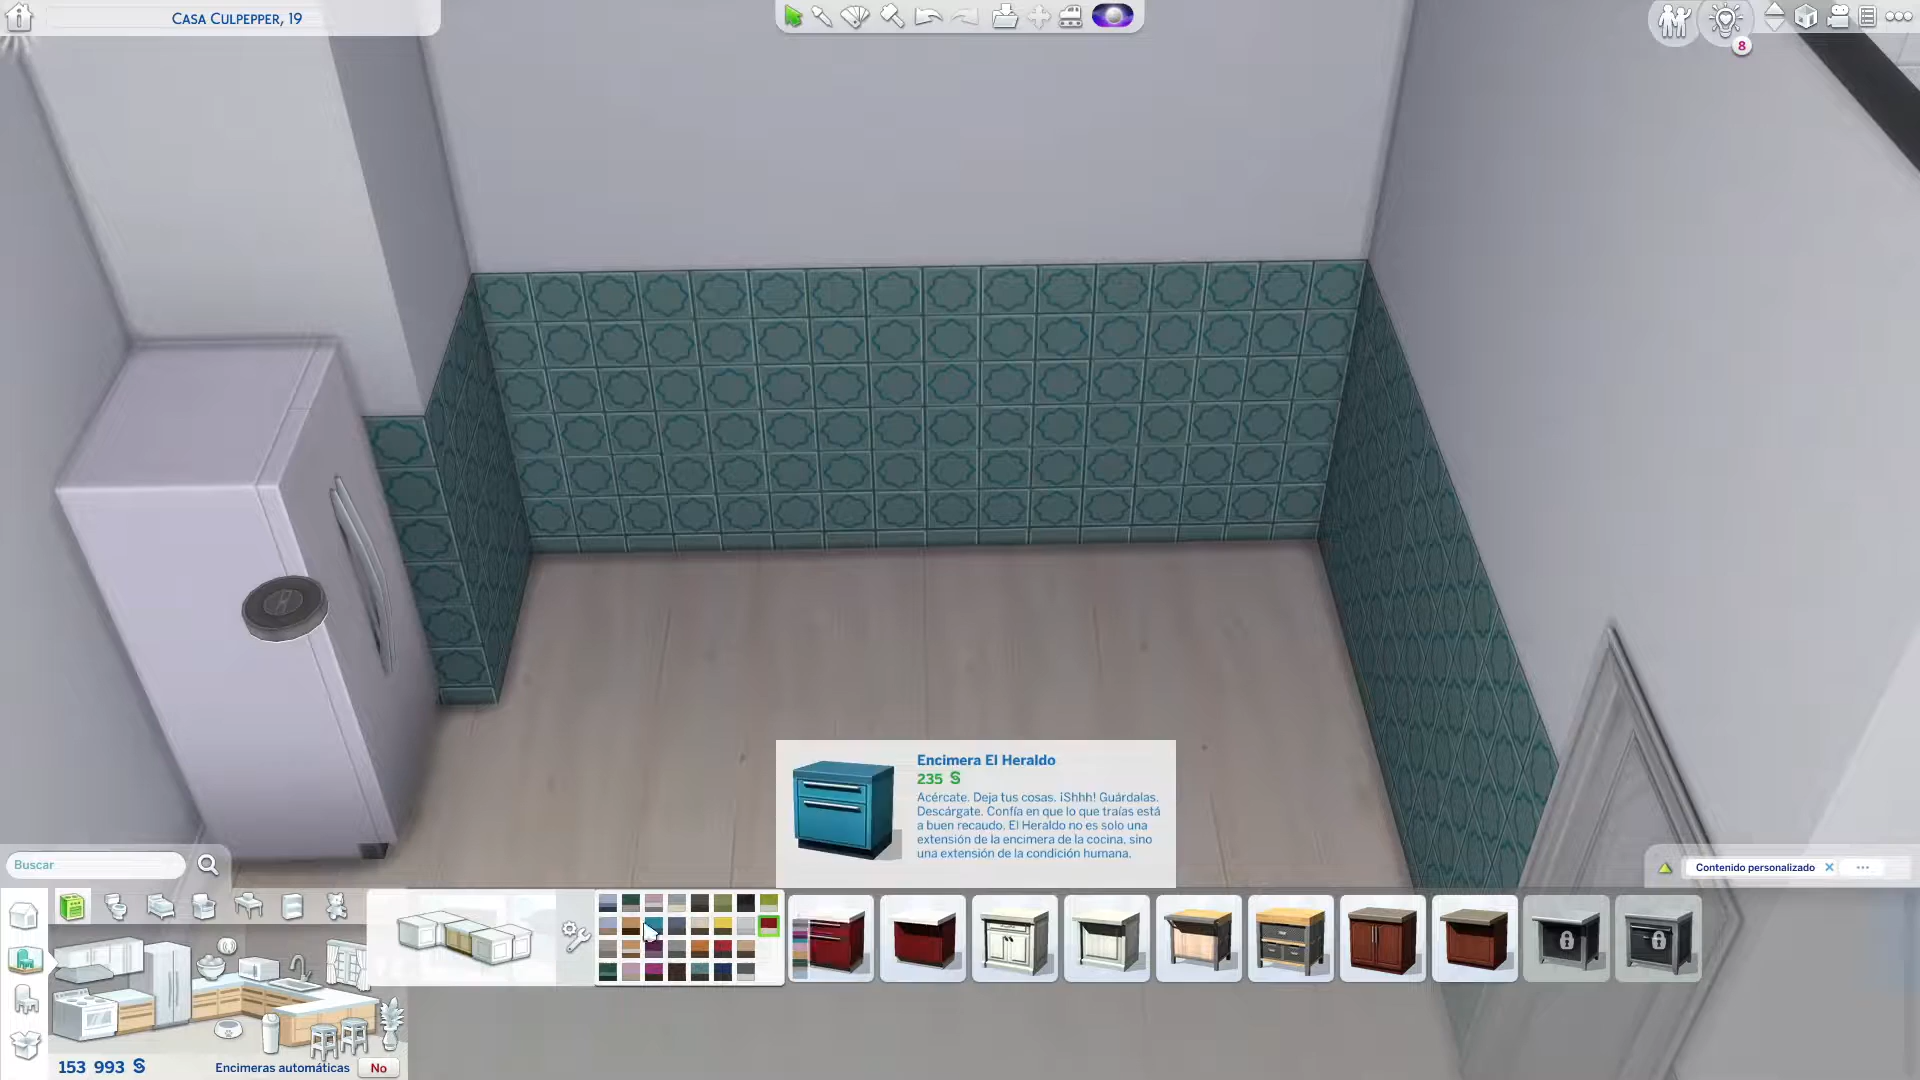 Casa Culpepper, 19
8
Encimera El Heraldo
235 S
Acércate. Deja tus cosas. ¡Shhh! Guárdalas.
Descárgate. Confía en que lo que traías está
a buen recaudo. El Heraldo no es solo una
extensión de la encimera de la cocina, sino
una extensión de la condición humana.
Buscar
Contenido personalizado
153 993 S
Encimeras automáticas No